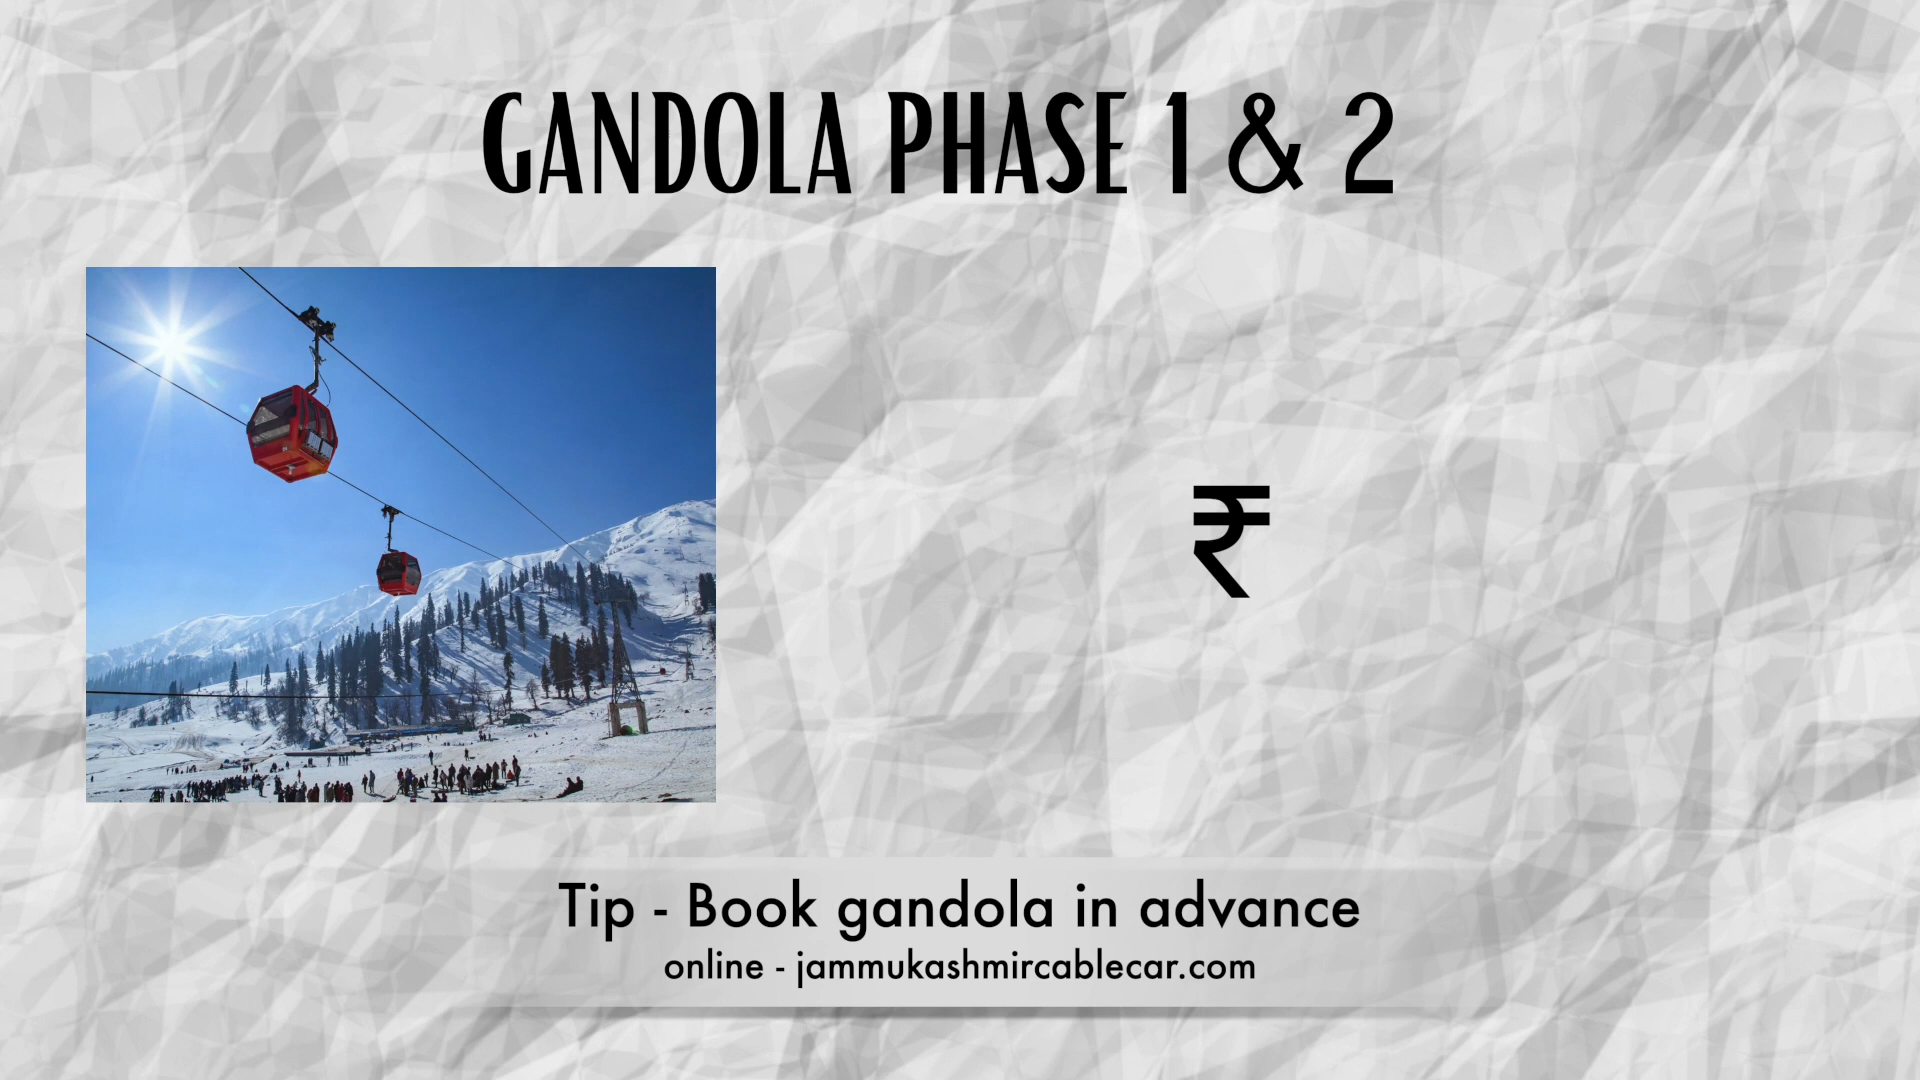 GANDOLA PHASE 1 & 2
₹
Tip - Book gandola in advance
online - jammukashmircablecar.com